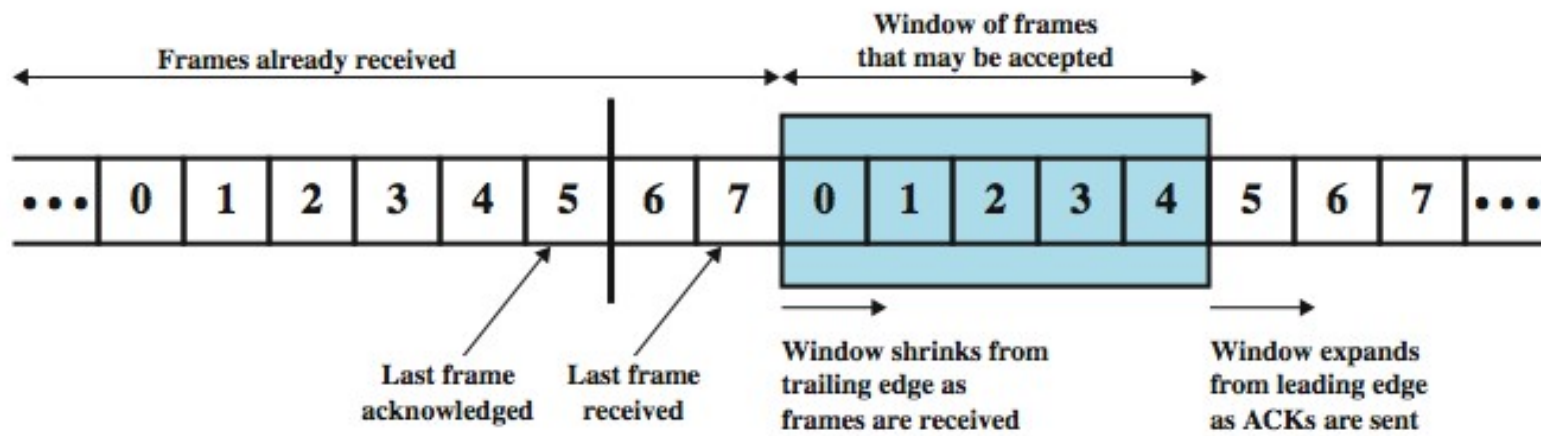 Window of frames
that may be accepted
Frames already received
••• 0 1 2 3 4 5 6 7 0 1 2 3 4 5 6 7 •••
Last frame
acknowledged
Last frame
received
Window shrinks from
trailing edge as
frames are received
Window expands
from leading edge
as ACKs are sent